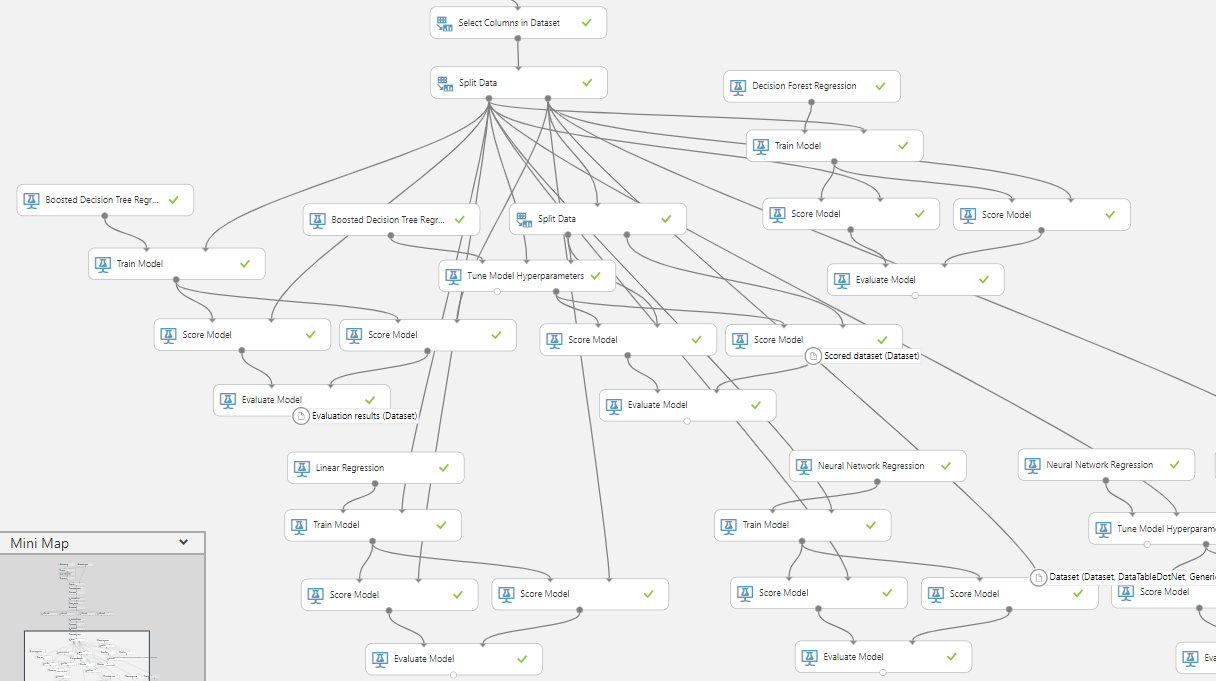 Select Columns in Dataset
Split Data
Decision Forest Regression
Train Model
Boosted Decision Tree Regr...
Boosted Decision Tree Regr...
Split Data
Score Model
Score Model
Train Model
Tune Model Hyperparameters
Evaluate Model
Score Model
Score Model
Score Model
Score Model
Scored dataset (Dataset)
Evaluate Model
Evaluation results (Dataset)
Evaluate Model
Linear Regression
Neural Network Regression
Neural Network Regression
Train Model
Train Model
Tune Model Hyperparame
Mini Map
Dataset (Dataset, DataTableDotNet, Generic
Score Model
Score Model
Score Model
Score Model
Score Model
Evaluate Model
Evaluate Model
Eva